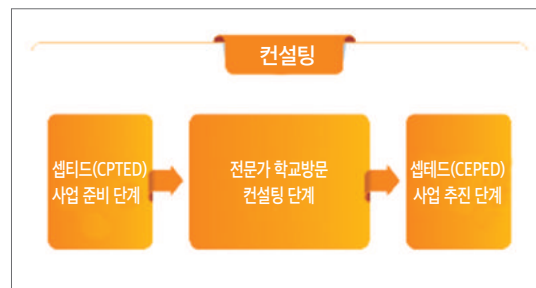 컨설팅
셉티드(CPTED)
사업 준비 단계
전문가 학교방문
컨설팅 단계
셉테드(CEPED)
사업 추진 단계